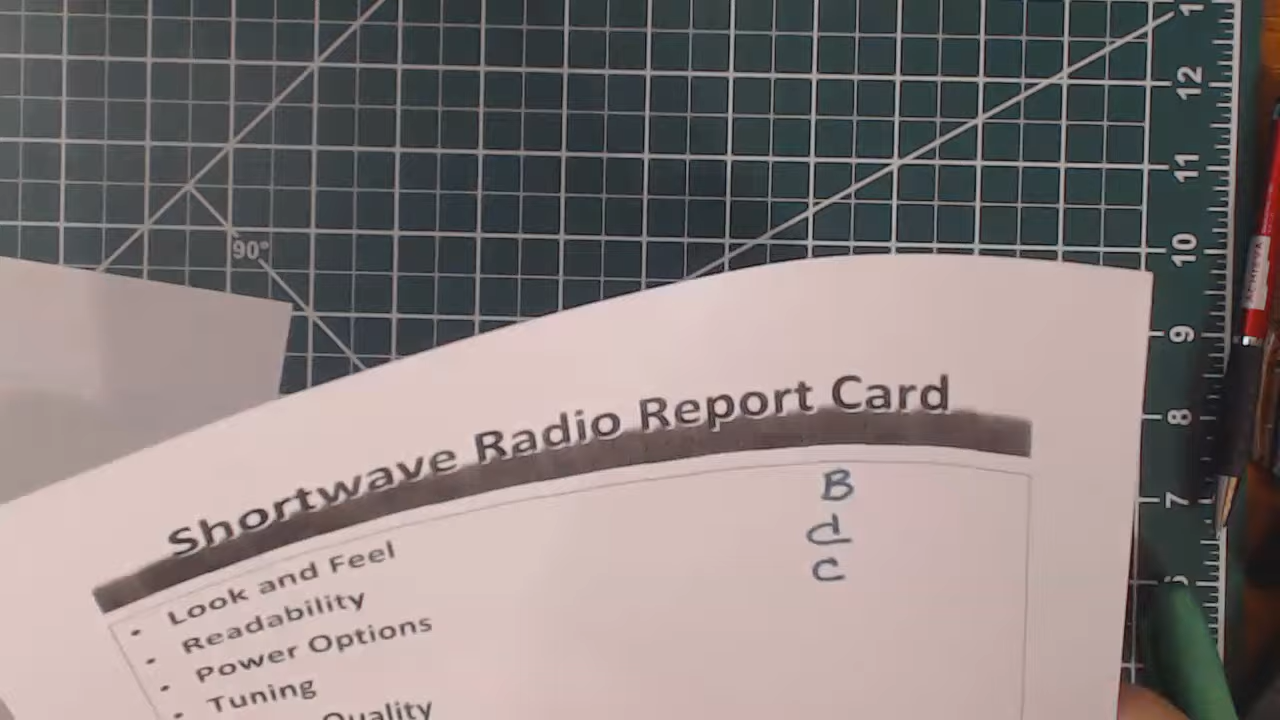 1
12
11
10
9
8
7
90°
Shortwave Radio Report Card
• Look and Feel B
• Readability d
• Power Options C
• Tuning
Quality